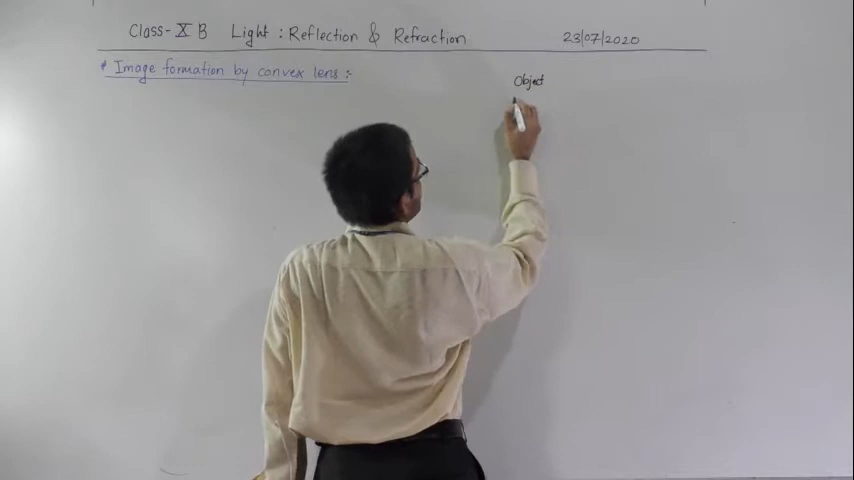 Class- X B Light : Reflection & Refraction 23/07/2020
# Image formation by convex lens :-
Object